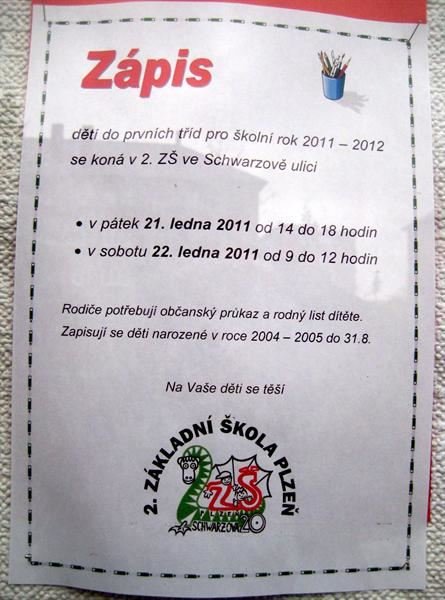 Zápis
dětí do prvních tříd pro školní rok 2011 – 2012
se koná v 2. ZŠ ve Schwarzově ulici
• v pátek 21. ledna 2011 od 14 do 18 hodin
• v sobotu 22. ledna 2011 od 9 do 12 hodin
Rodiče potřebují občanský průkaz a rodný list dítěte.
Zapisují se děti narozené v roce 2004 – 2005 do 31.8.
Na Vaše děti se těší
2. ZÁKLADNÍ ŠKOLA PLZEŇ
ZŠ
PLZEŇ
SCHWARZOVA 20